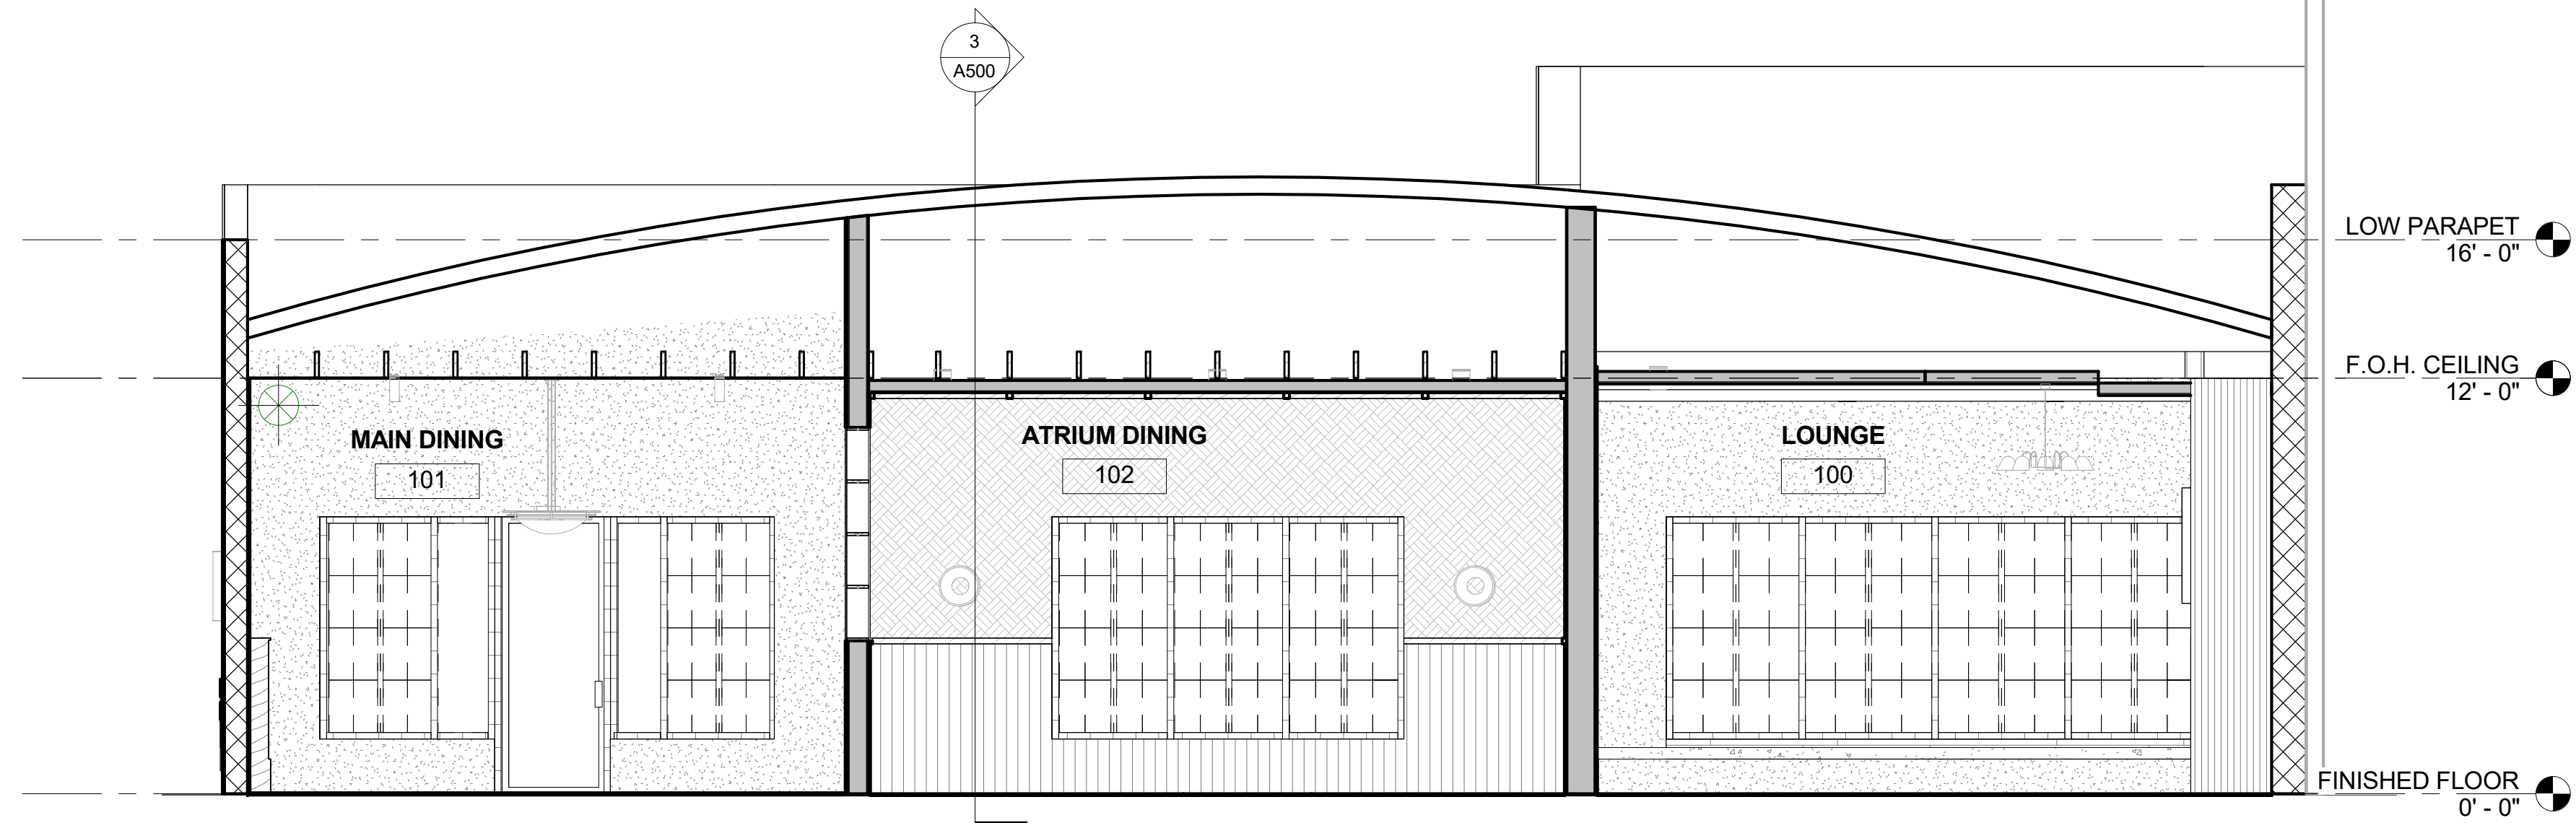 3
A500
LOW PARAPET
16' - 0"
F.O.H. CEILING
12' - 0"
MAIN DINING
101
ATRIUM DINING
102
LOUNGE
100
FINISHED FLOOR
0' - 0"